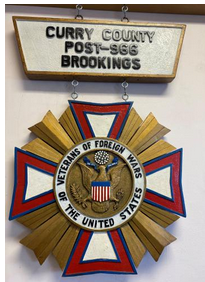 CURRY COUNTY
POST-966
BROOKINGS
VETERANS OF FOREIGN WARS
OF THE UNITED STATES